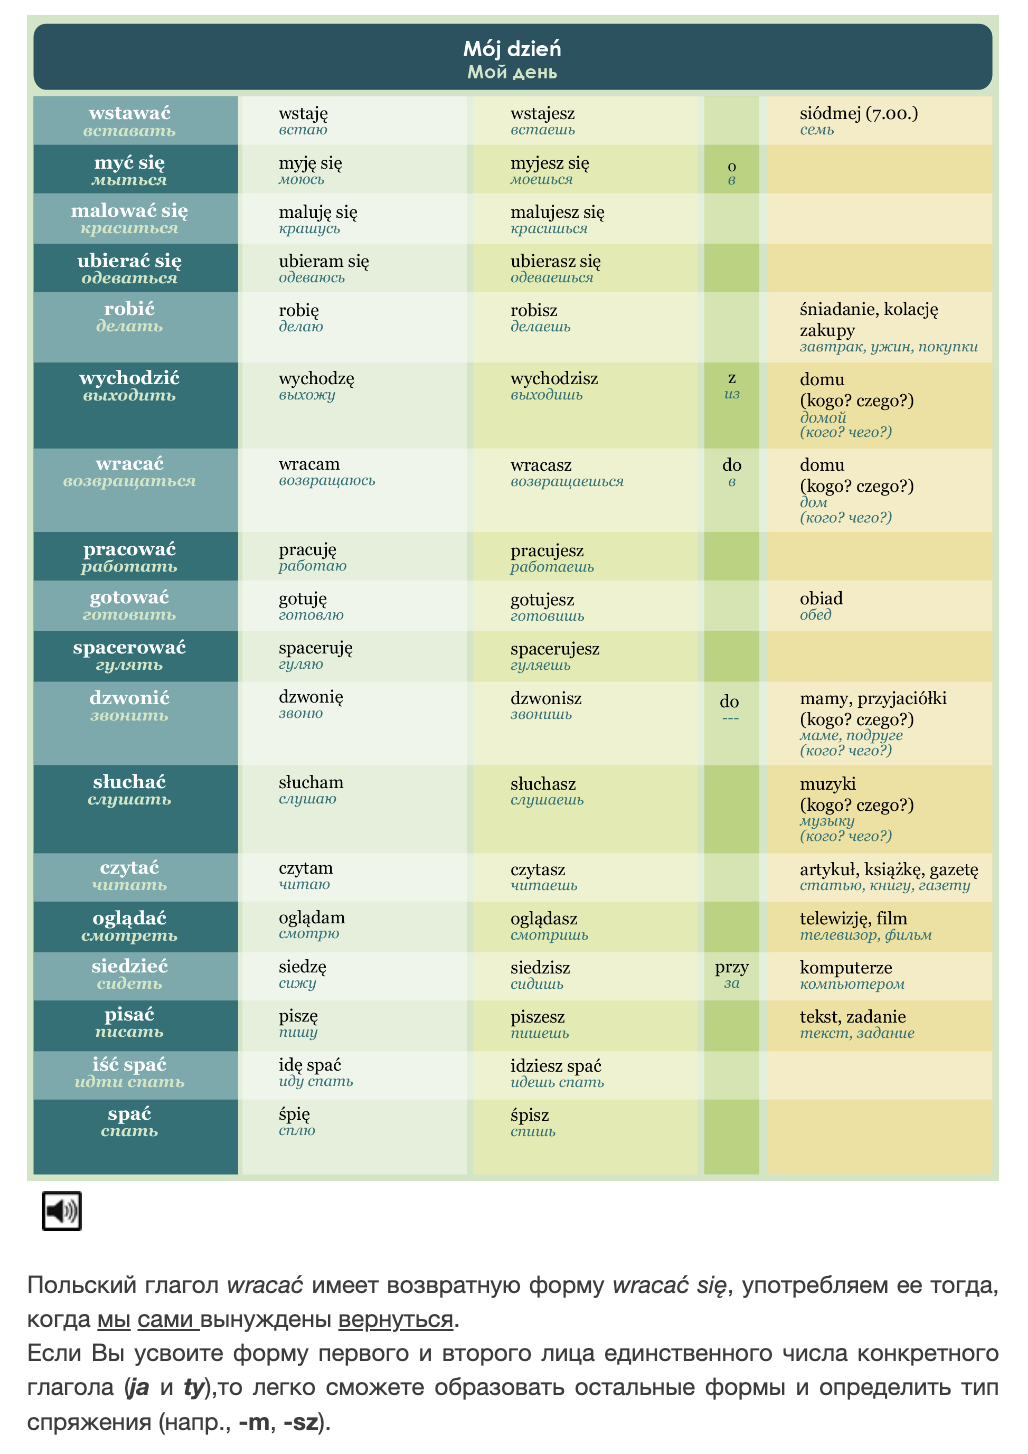 Mój dzień
Мой день
wstawać wstaję wstajesz siódmej (7.00.)
вставать встаю встаешь семь
myć się myję się myjesz się o
мыться моюсь моешься в
malować się maluję się malujesz się
краситься крашусь красишься
ubierać się ubieram się ubierasz się
одеваться одеваюсь одеваешься
robić robię robisz śniadanie, kolację
делать делаю делаешь zakupy
завтрак, ужин, покупки
wychodzić wychodzę wychodzisz z domu
выходить выхожу выходишь из (kogo? czego?)
домой
(кого? чего?)
wracać wracam wracasz do domu
возвращаться возвращаюсь возвращаешься в (kogo? czego?)
дом
(кого? чего?)
pracować pracuję pracujesz
работать работаю работаешь
gotować gotuję gotujesz obiad
готовить готовлю готовишь обед
spacerować spaceruję spacerujesz
гулять гуляю гуляешь
dzwonić dzwonię dzwonisz do mamy, przyjaciółki
звонить звоню звонишь --- (kogo? czego?)
маме, подруге
(кого? чего?)
słuchać słucham słuchasz muzyki
слушать слушаю слушаешь (kogo? czego?)
музыку
(кого? чего?)
czytać czytam czytasz artykuł, książkę, gazetę
читать читаю читаешь статью, книгу, газету
oglądać oglądam oglądasz telewizję, film
смотреть смотрю смотришь телевизор, фильм
siedzieć siedzę siedzisz przy komputerze
сидеть сижу сидишь за компьютером
pisać piszę piszesz tekst, zadanie
писать пишу пишешь текст, задание
iść spać idę spać idziesz spać
идти спать иду спать идешь спать
spać śpię śpisz
спать сплю спишь
Польский глагол wracać имеет возвратную форму wracać się, употребляем ее тогда,
когда мы сами вынуждены вернуться.
Если Вы усвоите форму первого и второго лица единственного числа конкретного
глагола (ja и ty),то легко сможете образовать остальные формы и определить тип
спряжения (напр., -m, -sz).